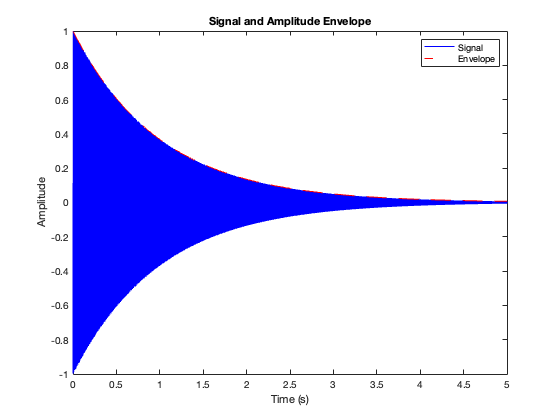 Signal and Amplitude Envelope
Signal
Envelope
1
0.8
0.6
0.4
0.2
0
-0.2
-0.4
-0.6
-0.8
-1
Amplitude
0 0.5 1 1.5 2 2.5 3 3.5 4 4.5 5
Time (s)